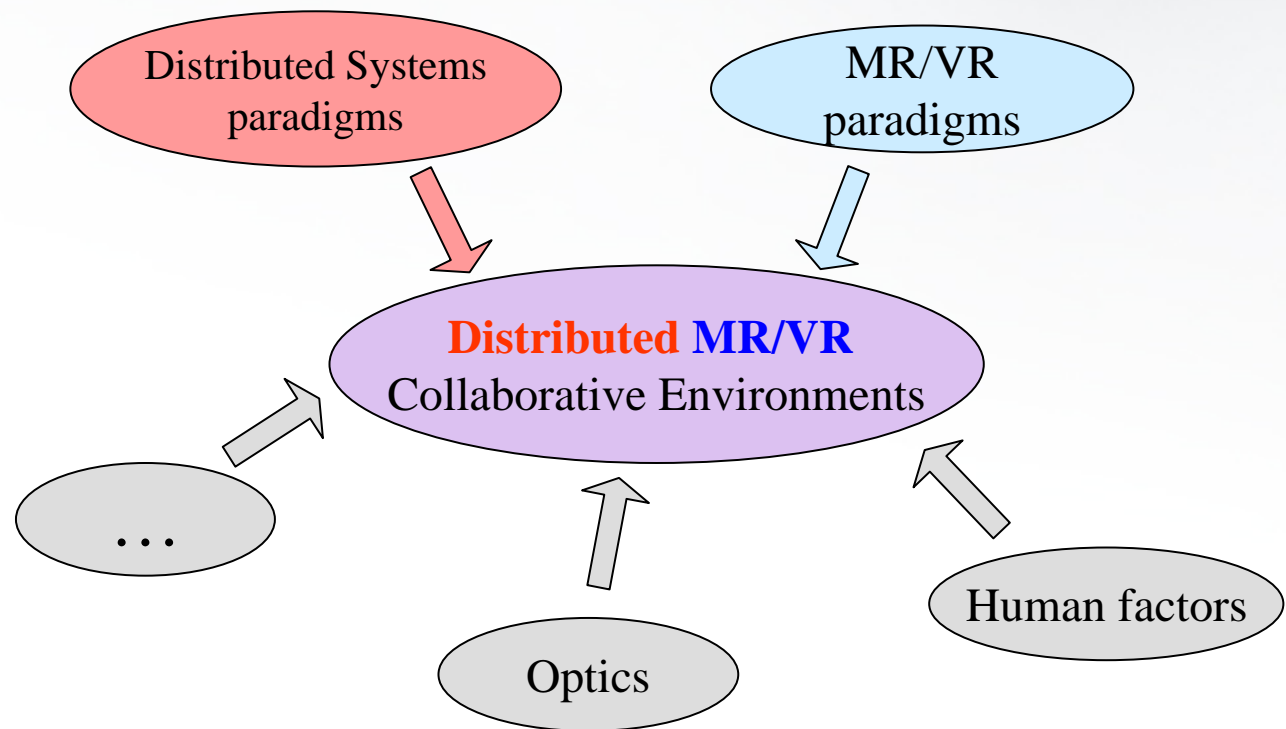 Distributed Systems
paradigms
MR/VR
paradigms
Distributed MR/VR
Collaborative Environments
...
Human factors
Optics